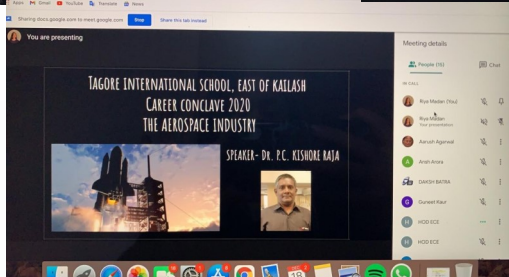 Apps
Gmail
YouTube
Translate
News
Sharing docs.google.com to meet.google.com
Stop
Share this tab instead
You are presenting
Meeting details
People (15)
Chat
IN CALL
Riya Madan (You)
Riya Madan
Your presentation
Aarush Agarwal
Ansh Arora
DAKSH BATRA
Guneet Kaur
HOD ECE
HOD ECE
TAGORE INTERNATIONAL SCHOOL, EAST OF KAILASH
CAREER CONCLAVE 2020
THE AEROSPACE INDUSTRY
SPEAKER- DR. P.C. KISHORE RAJA
A
G
H
H
18